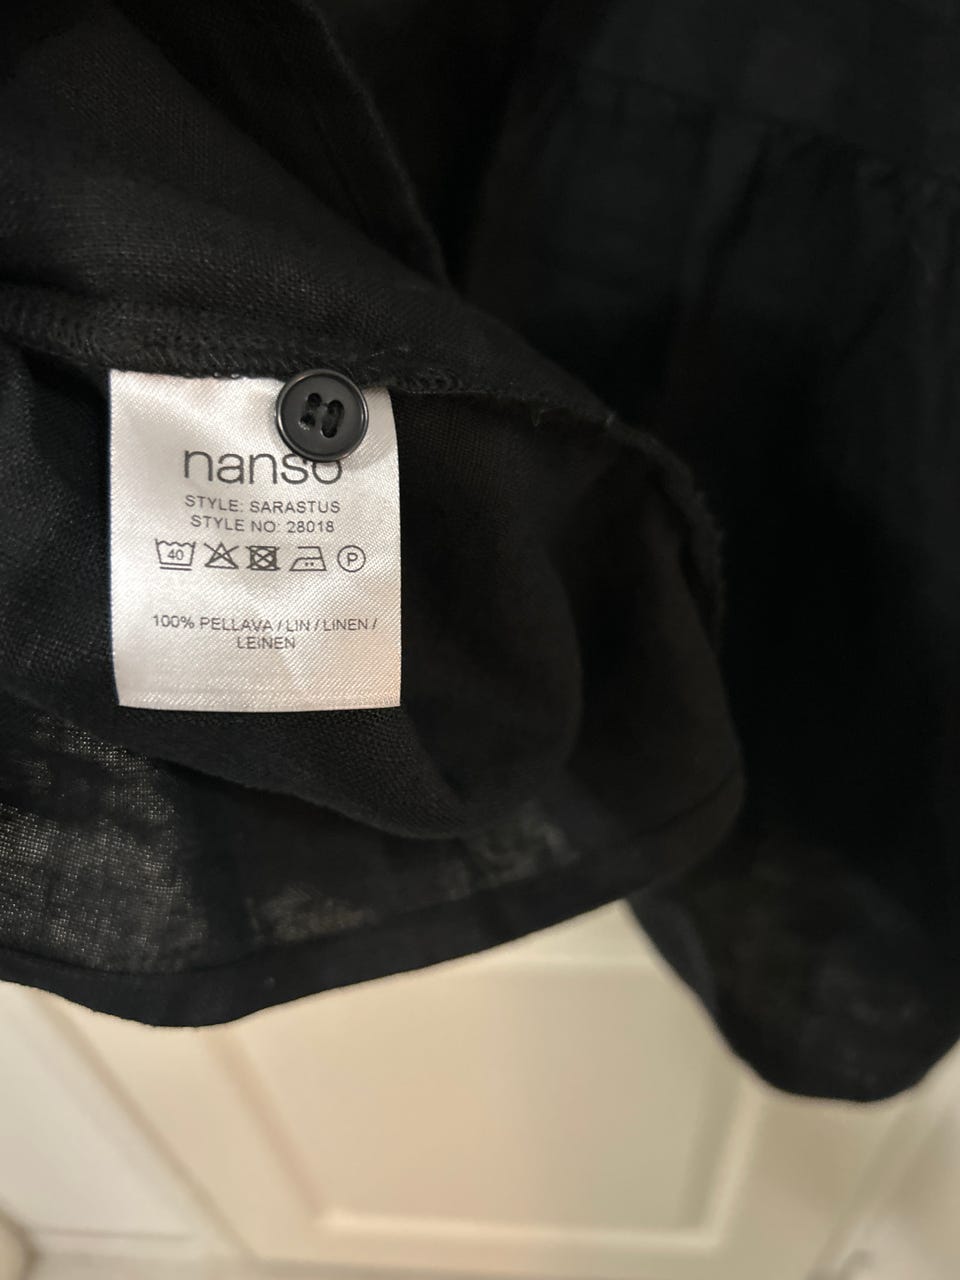 nanso
STYLE: SARASTUS
STYLE NO: 28018
40 P
100% PELLAVA / LIN / LINEN /
LEINEN